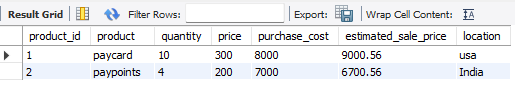 Result Grid Filter Rows: Export: Wrap Cell Content:
product_id product quantity price purchase_cost estimated_sale_price location
1 paycard 10 300 8000 9000.56 usa
2 paypoints 4 200 7000 6700.56 India